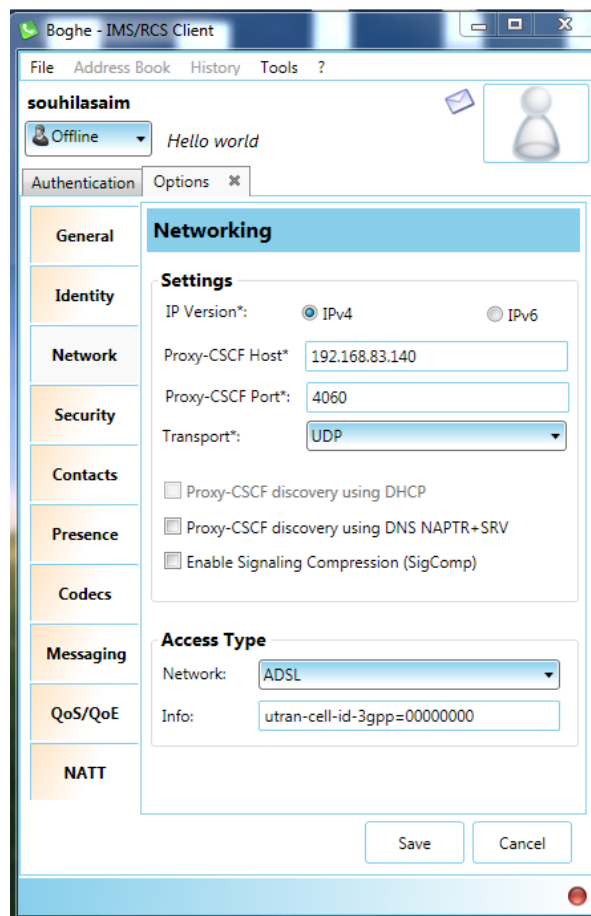 Boghe - IMS/RCS Client
File Address Book History Tools ?
souhilasaim
Offline Hello world
Authentication Options
General
Identity
Network
Security
Contacts
Presence
Codecs
Messaging
QoS/QoE
NATT
Networking
Settings
IP Version*: IPv4 IPv6
Proxy-CSCF Host* 192.168.83.140
Proxy-CSCF Port*: 4060
Transport*: UDP
Proxy-CSCF discovery using DHCP
Proxy-CSCF discovery using DNS NAPTR+SRV
Enable Signaling Compression (SigComp)
Access Type
Network: ADSL
Info: utran-cell-id-3gpp=00000000
Save Cancel